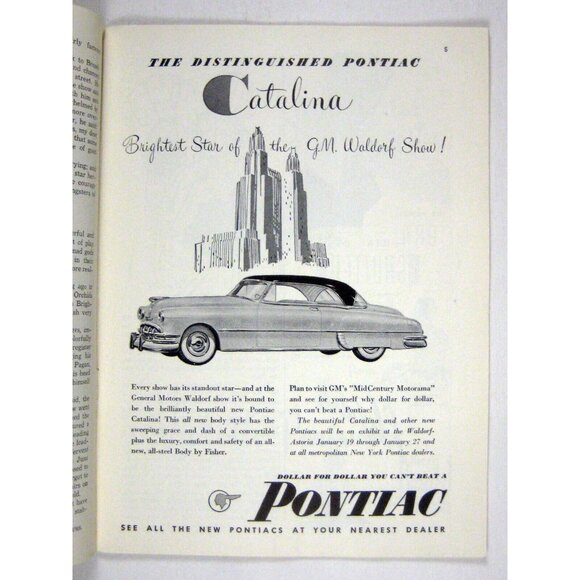 5
THE DISTINGUISHED PONTIAC
Catalina
Brightest Star of the G.M. Waldorf Show!
Every show has its standout star—and at the
General Motors Waldorf show it's bound to
be the brilliantly beautiful new Pontiac
Catalina! This all new body style has the
sweeping grace and dash of a convertible
plus the luxury, comfort and safety of an all-
new, all-steel Body by Fisher.
Plan to visit GM's "MidCentury Motorama"
and see for yourself why dollar for dollar,
you can't beat a Pontiac!
The beautiful Catalina and other new
Pontiacs will be on exhibit at the Waldorf-
Astoria January 19 through January 27 and
at all metropolitan New York Pontiac dealers.
DOLLAR FOR DOLLAR YOU CAN'T BEAT A
PONTIAC
SEE ALL THE NEW PONTIACS AT YOUR NEAREST DEALER